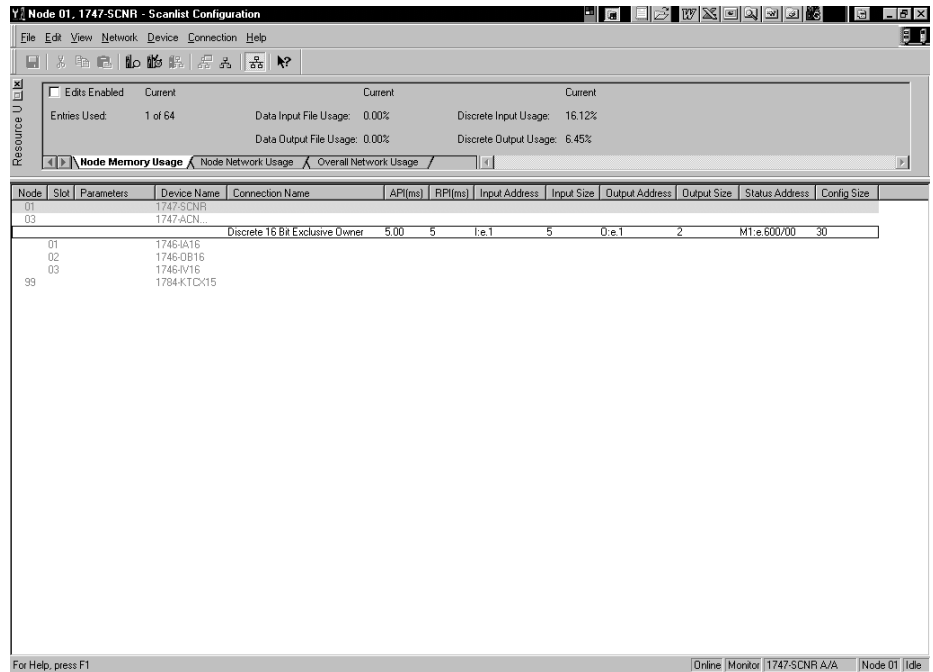 Node 01, 1747-SCNR - Scanlist Configuration
File Edit View Network Device Connection Help
Resource U
Edits Enabled Current Current Current
Entries Used: 1 of 64 Data Input File Usage: 0.00% Discrete Input Usage: 16.12%
Data Output File Usage: 0.00% Discrete Output Usage: 6.45%
Node Memory Usage Node Network Usage Overall Network Usage
Node Slot Parameters Device Name Connection Name API(ms) RPI(ms) Input Address Input Size Output Address Output Size Status Address Config Size
01 1747-SCNR
03 1747-ACN...
Discrete 16 Bit Exclusive Owner 5.00 5 I:e.1 5 O:e.1 2 M1:e.600/00 30
01 1746-IA16
02 1746-OB16
03 1746-IV16
99 1784-KTCX15
For Help, press F1 Online Monitor 1747-SCNR A/A Node 01 Idle